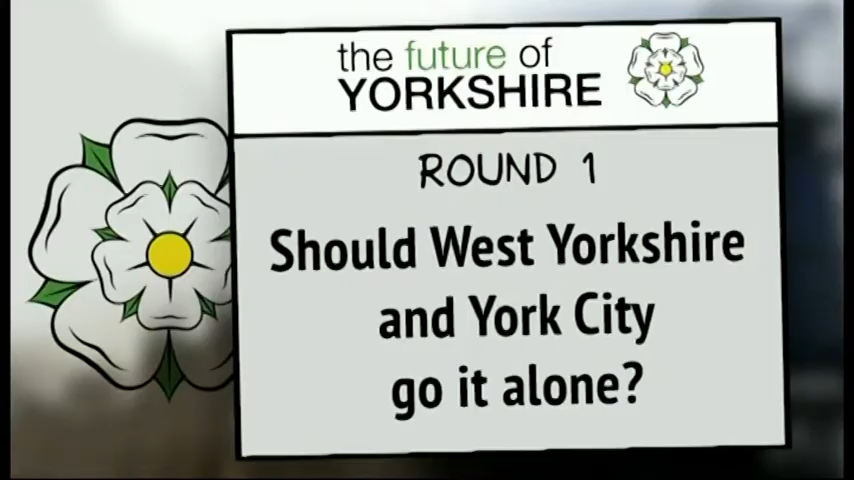 the future of
YORKSHIRE
ROUND 1
Should West Yorkshire
and York City
go it alone?